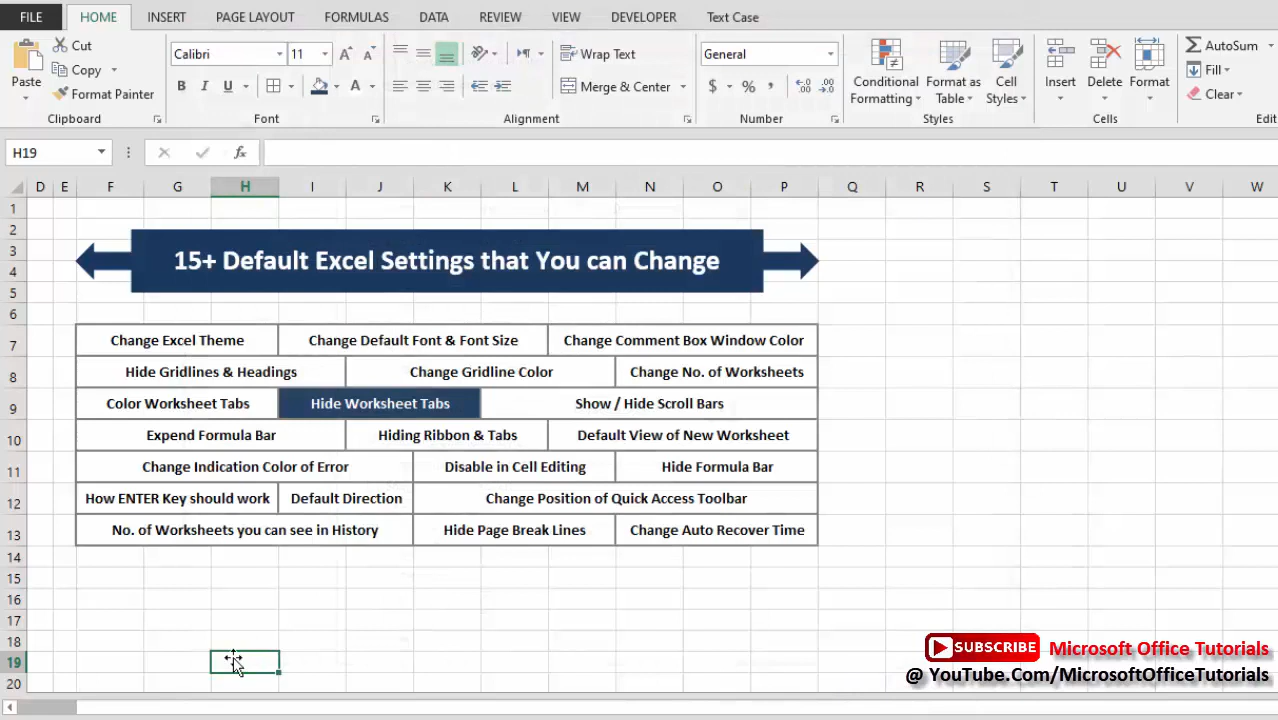 FILE HOME INSERT PAGE LAYOUT FORMULAS DATA REVIEW VIEW DEVELOPER Text Case
Cut
Copy
Format Painter
Paste
Clipboard
Calibri 11
B I U A
Font
Wrap Text
Merge & Center
Alignment
General
$ % ,
Number
Conditional Formatting
Format as Table
Cell Styles
Styles
Insert Delete Format
Cells
AutoSum
Fill
Clear
Edit
H19 fx
D E F G H I J K L M N O P Q R S T U V W
1
2
3
4
5
6
7
8
9
10
11
12
13
14
15
16
17
18
19
20
15+ Default Excel Settings that You can Change
Change Excel Theme Change Default Font & Font Size Change Comment Box Window Color
Hide Gridlines & Headings Change Gridline Color Change No. of Worksheets
Color Worksheet Tabs Hide Worksheet Tabs Show / Hide Scroll Bars
Expend Formula Bar Hiding Ribbon & Tabs Default View of New Worksheet
Change Indication Color of Error Disable in Cell Editing Hide Formula Bar
How ENTER Key should work Default Direction Change Position of Quick Access Toolbar
No. of Worksheets you can see in History Hide Page Break Lines Change Auto Recover Time
SUBSCRIBE Microsoft Office Tutorials
@ YouTube.Com/MicrosoftOfficeTutorials